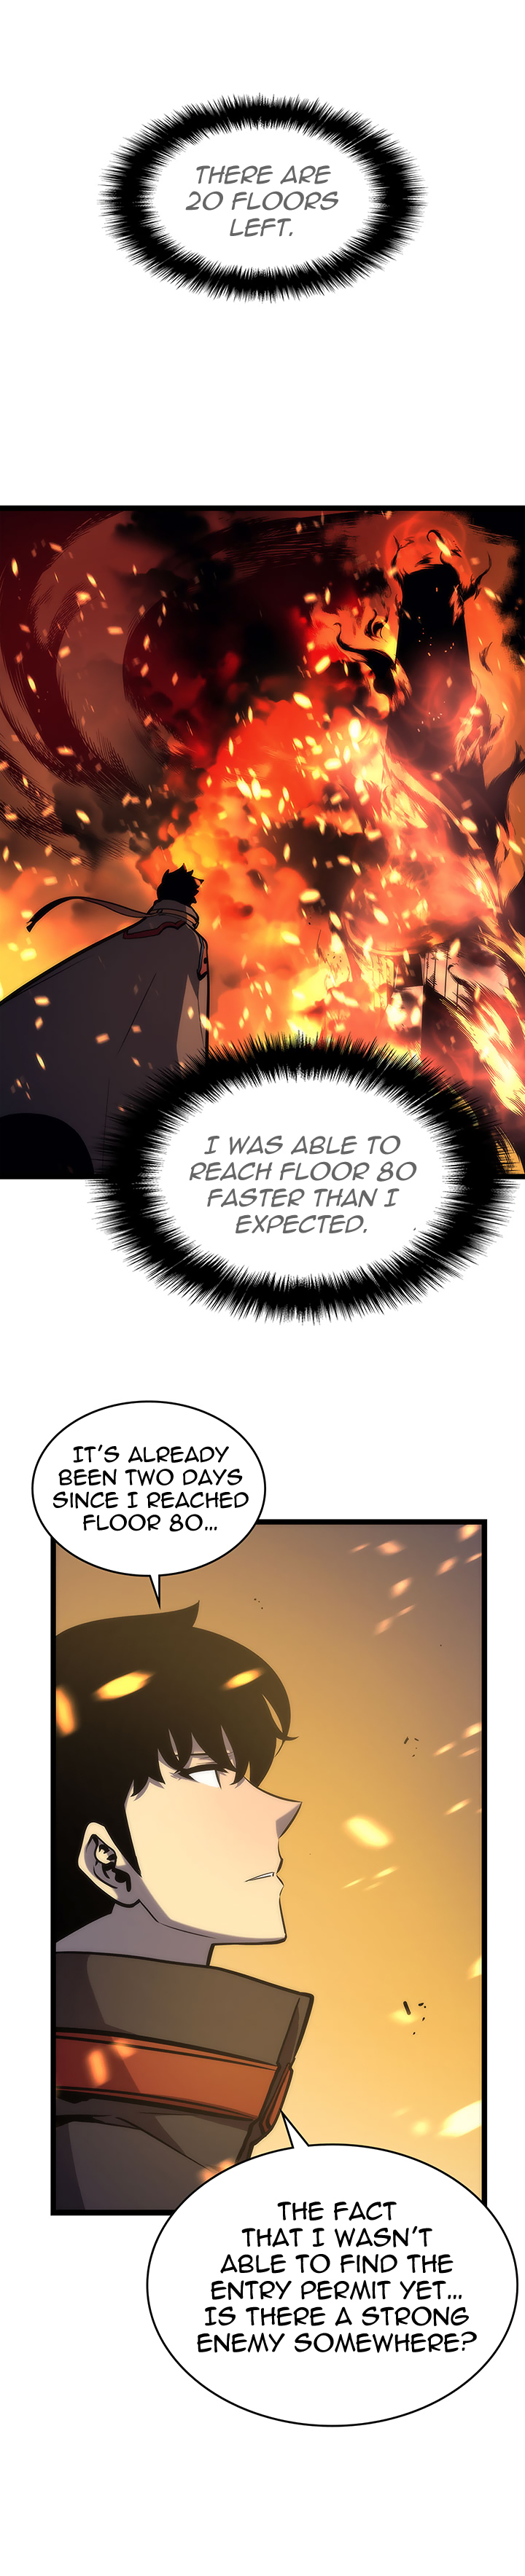 THERE ARE
20 FLOORS
LEFT.
I WAS ABLE TO
REACH FLOOR 80
FASTER THAN I
EXPECTED.
IT'S ALREADY
BEEN TWO DAYS
SINCE I REACHED
FLOOR 80...
THE FACT
THAT I WASN'T
ABLE TO FIND THE
ENTRY PERMIT YET...
IS THERE A STRONG
ENEMY SOMEWHERE?